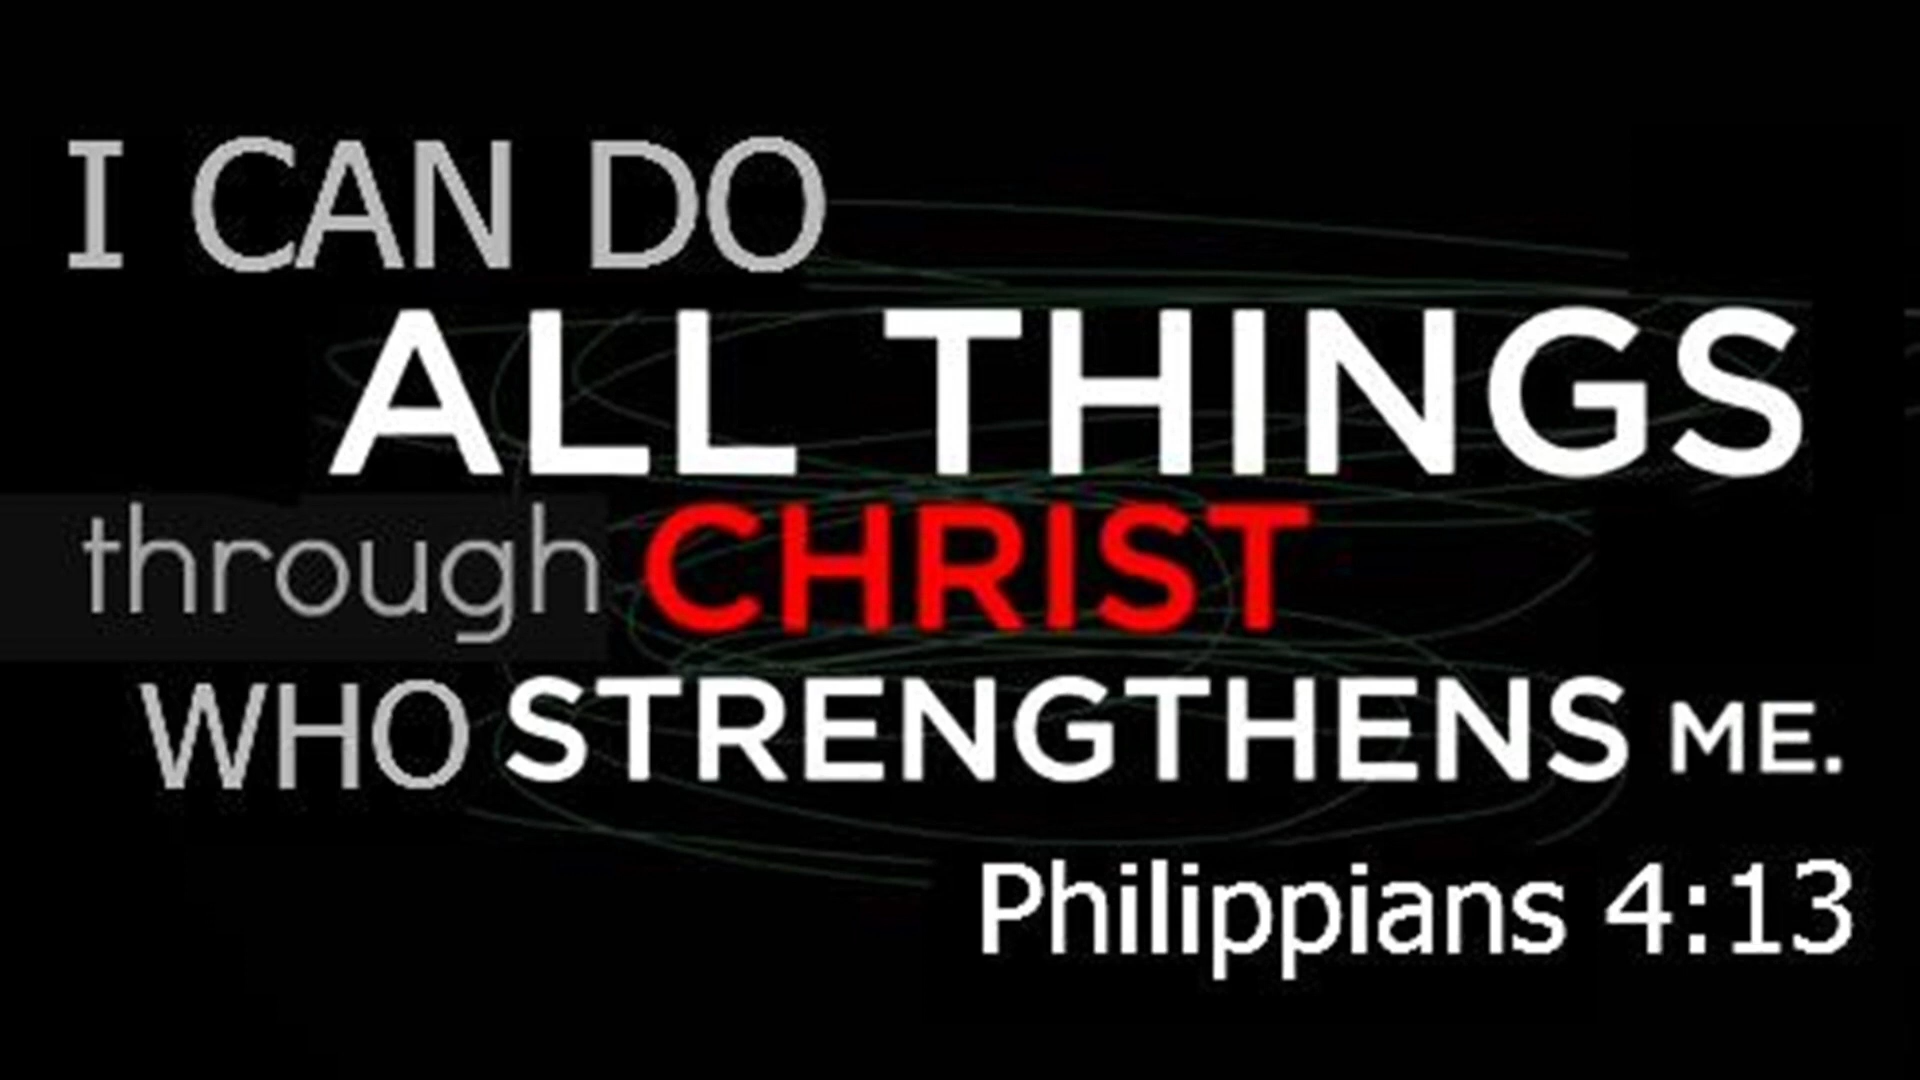 I CAN DO
ALL THINGS
through CHRIST
WHO STRENGTHENS ME.
Philippians 4:13